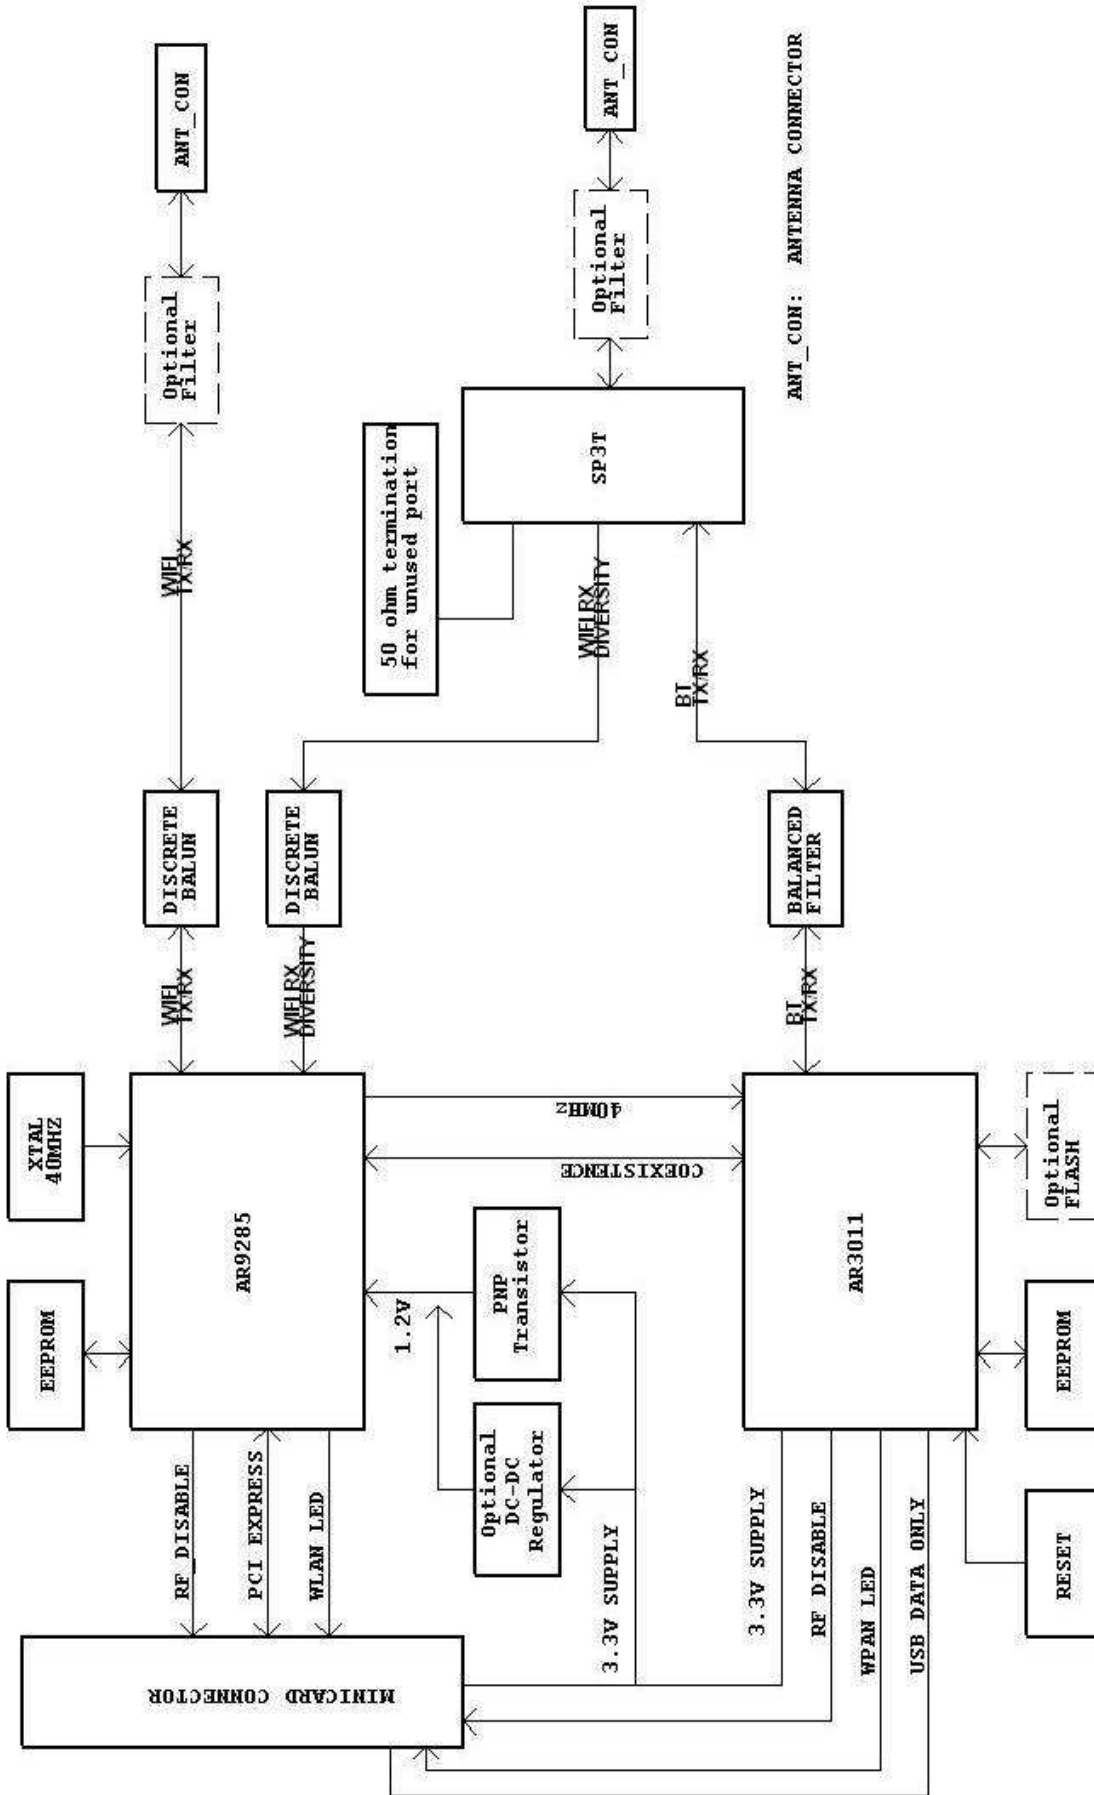 ANT_CON
ANT_CON
ANT_CON: ANTENNA CONNECTOR
Optional
Filter
Optional
Filter
SP3T
50 ohm termination
for unused port
WIFI
TX/RX
WIFI RX
DIVERSITY
BT
TX/RX
DISCRETE
BALUN
DISCRETE
BALUN
BALANCED
FILTER
WIFI
TX/RX
WIFI RX
DIVERSITY
BT
TX/RX
XTAL
40MHZ
AR9285
EEPROM
40MHz
COEXISTENCE
1.2V
PNP
Transistor
Optional
DC-DC
Regulator
AR3011
Optional
FLASH
EEPROM
RESET
RF_DISABLE
PCI EXPRESS
WLAN LED
3.3V SUPPLY
3.3V SUPPLY
RF DISABLE
WPAN LED
USB DATA ONLY
MINICARD CONNECTOR